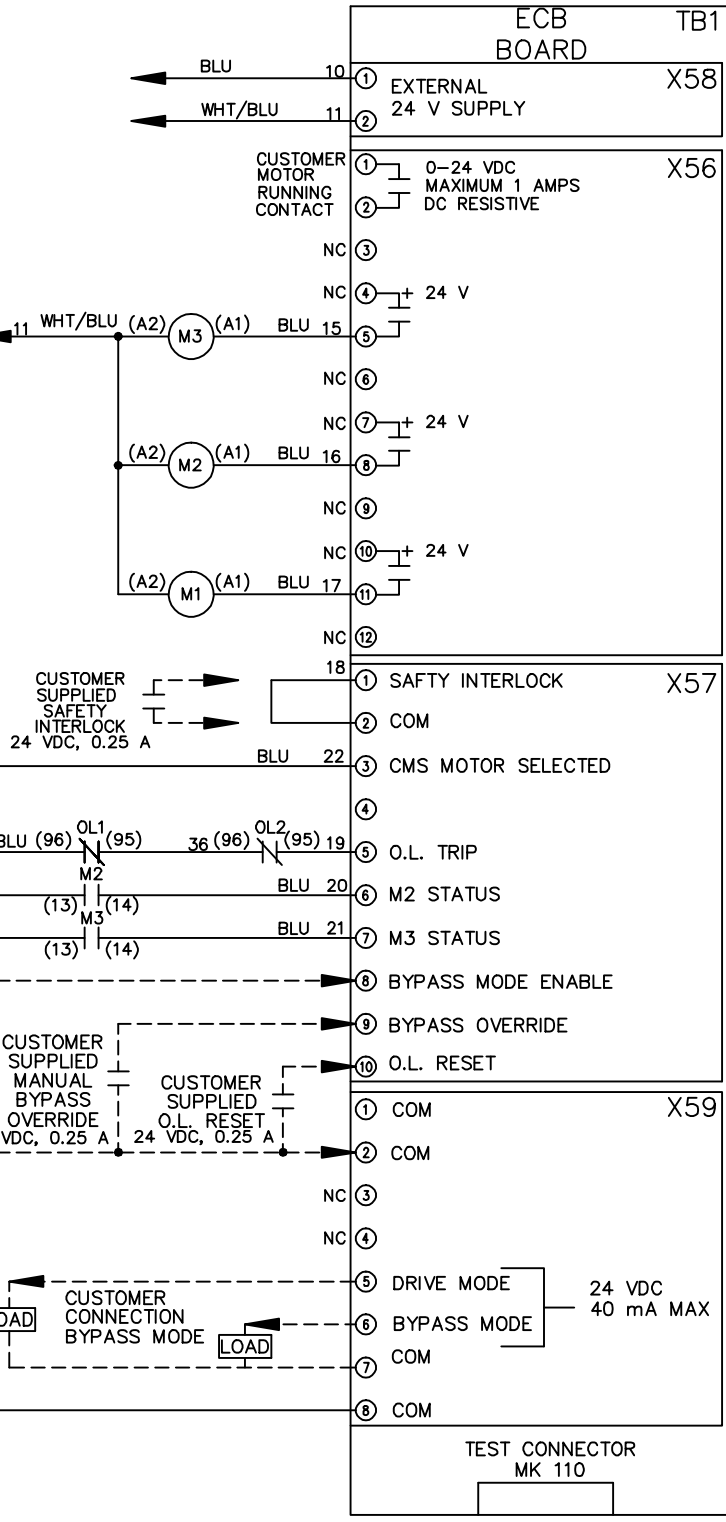 ECB
BOARD
TB1
BLU 10 1 EXTERNAL
24 V SUPPLY
X58
WHT/BLU 11 2
CUSTOMER
MOTOR
RUNNING
CONTACT
1 0-24 VDC
MAXIMUM 1 AMPS
DC RESISTIVE
X56
2
NC 3
NC 4 + 24 V
11 WHT/BLU (A2) M3 (A1) BLU 15 5
NC 6
NC 7 + 24 V
(A2) M2 (A1) BLU 16 8
NC 9
NC 10 + 24 V
(A2) M1 (A1) BLU 17 11
NC 12
CUSTOMER
SUPPLIED
SAFETY
INTERLOCK
24 VDC, 0.25 A
18 1 SAFTY INTERLOCK
X57
2 COM
BLU 22 3 CMS MOTOR SELECTED
4
BLU (96) OL1 (95) 36 (96) OL2 (95) 19 5 O.L. TRIP
M2
(13) (14) BLU 20 6 M2 STATUS
M3
(13) (14) BLU 21 7 M3 STATUS
8 BYPASS MODE ENABLE
9 BYPASS OVERRIDE
10 O.L. RESET
CUSTOMER
SUPPLIED
MANUAL
BYPASS
OVERRIDE
VDC, 0.25 A
CUSTOMER
SUPPLIED
O.L. RESET
24 VDC, 0.25 A
1 COM
X59
2 COM
NC 3
NC 4
5 DRIVE MODE
6 BYPASS MODE
24 VDC
40 mA MAX
CUSTOMER
CONNECTION
BYPASS MODE
OAD
LOAD
7 COM
8 COM
TEST CONNECTOR
MK 110